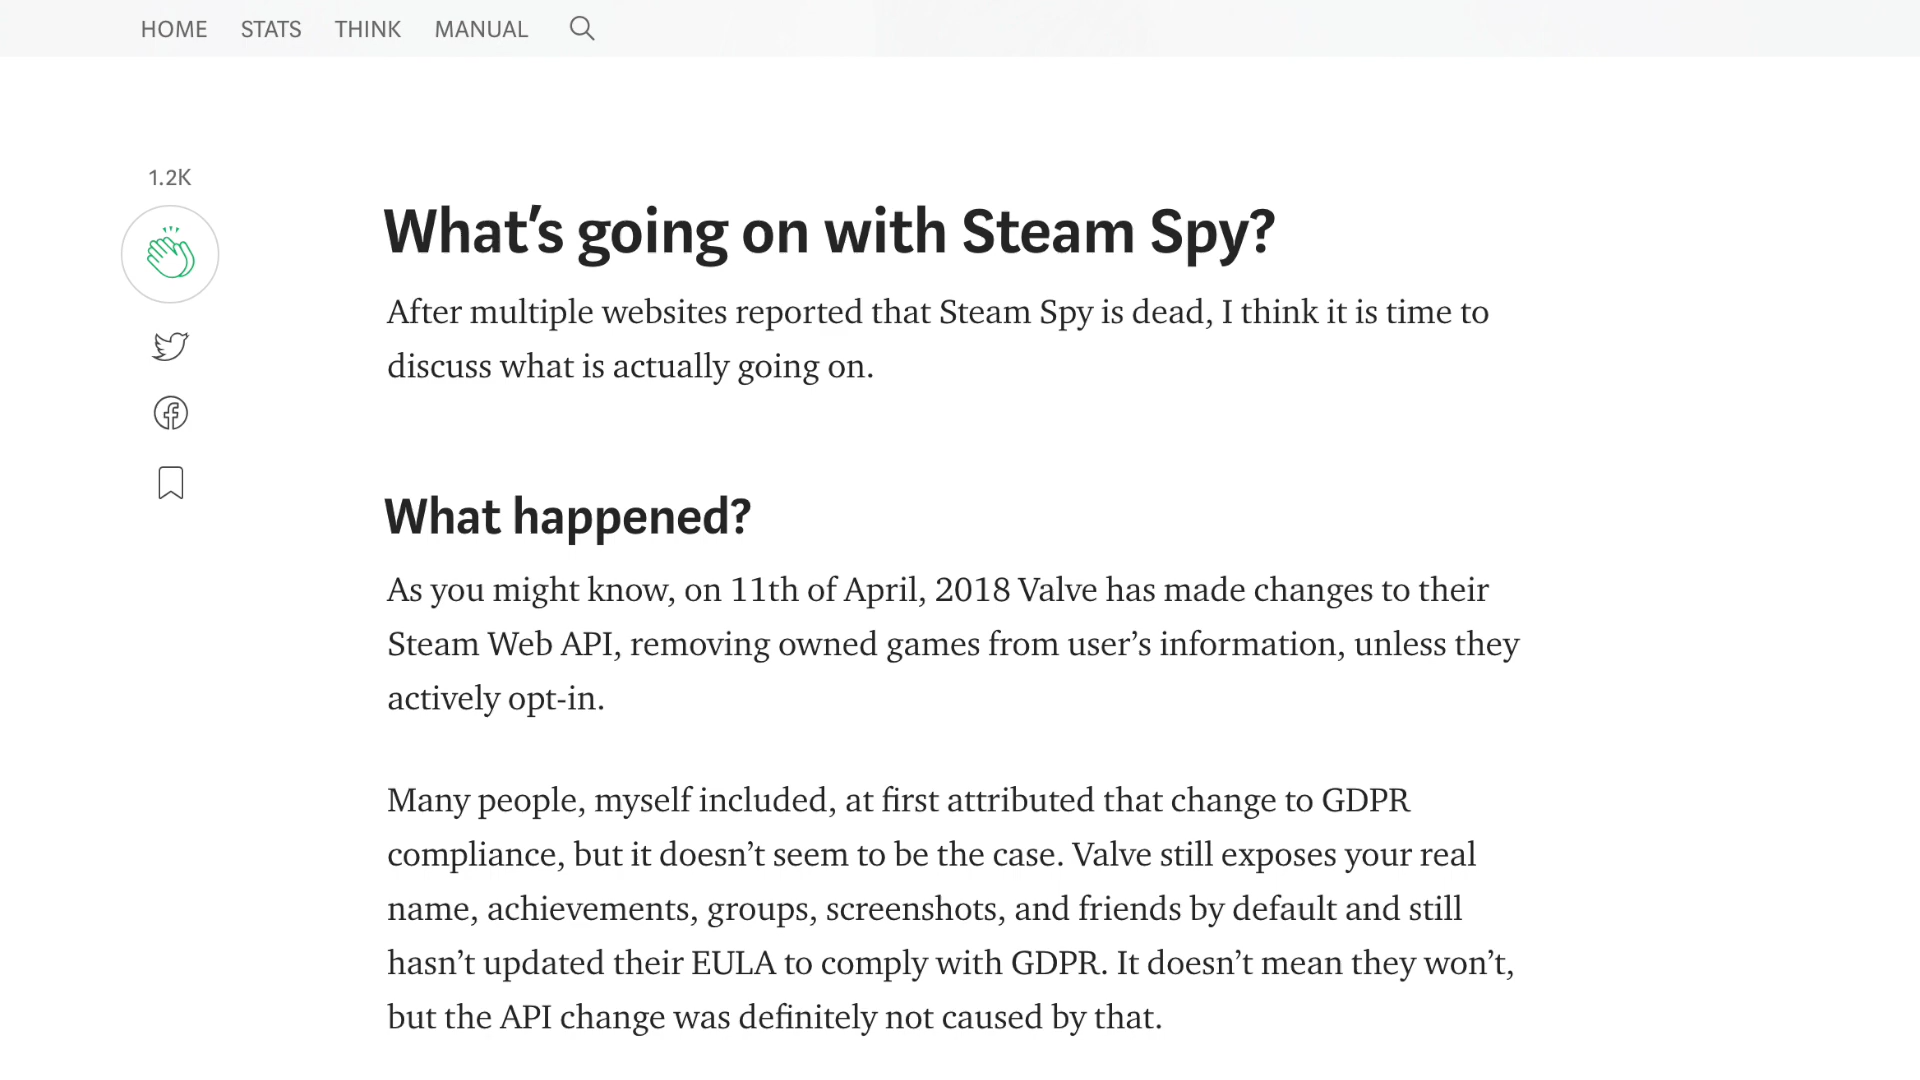 HOME STATS THINK MANUAL
1.2K
What's going on with Steam Spy?
After multiple websites reported that Steam Spy is dead, I think it is time to
discuss what is actually going on.
What happened?
As you might know, on 11th of April, 2018 Valve has made changes to their
Steam Web API, removing owned games from user’s information, unless they
actively opt-in.
Many people, myself included, at first attributed that change to GDPR
compliance, but it doesn’t seem to be the case. Valve still exposes your real
name, achievements, groups, screenshots, and friends by default and still
hasn’t updated their EULA to comply with GDPR. It doesn’t mean they won’t,
but the API change was definitely not caused by that.